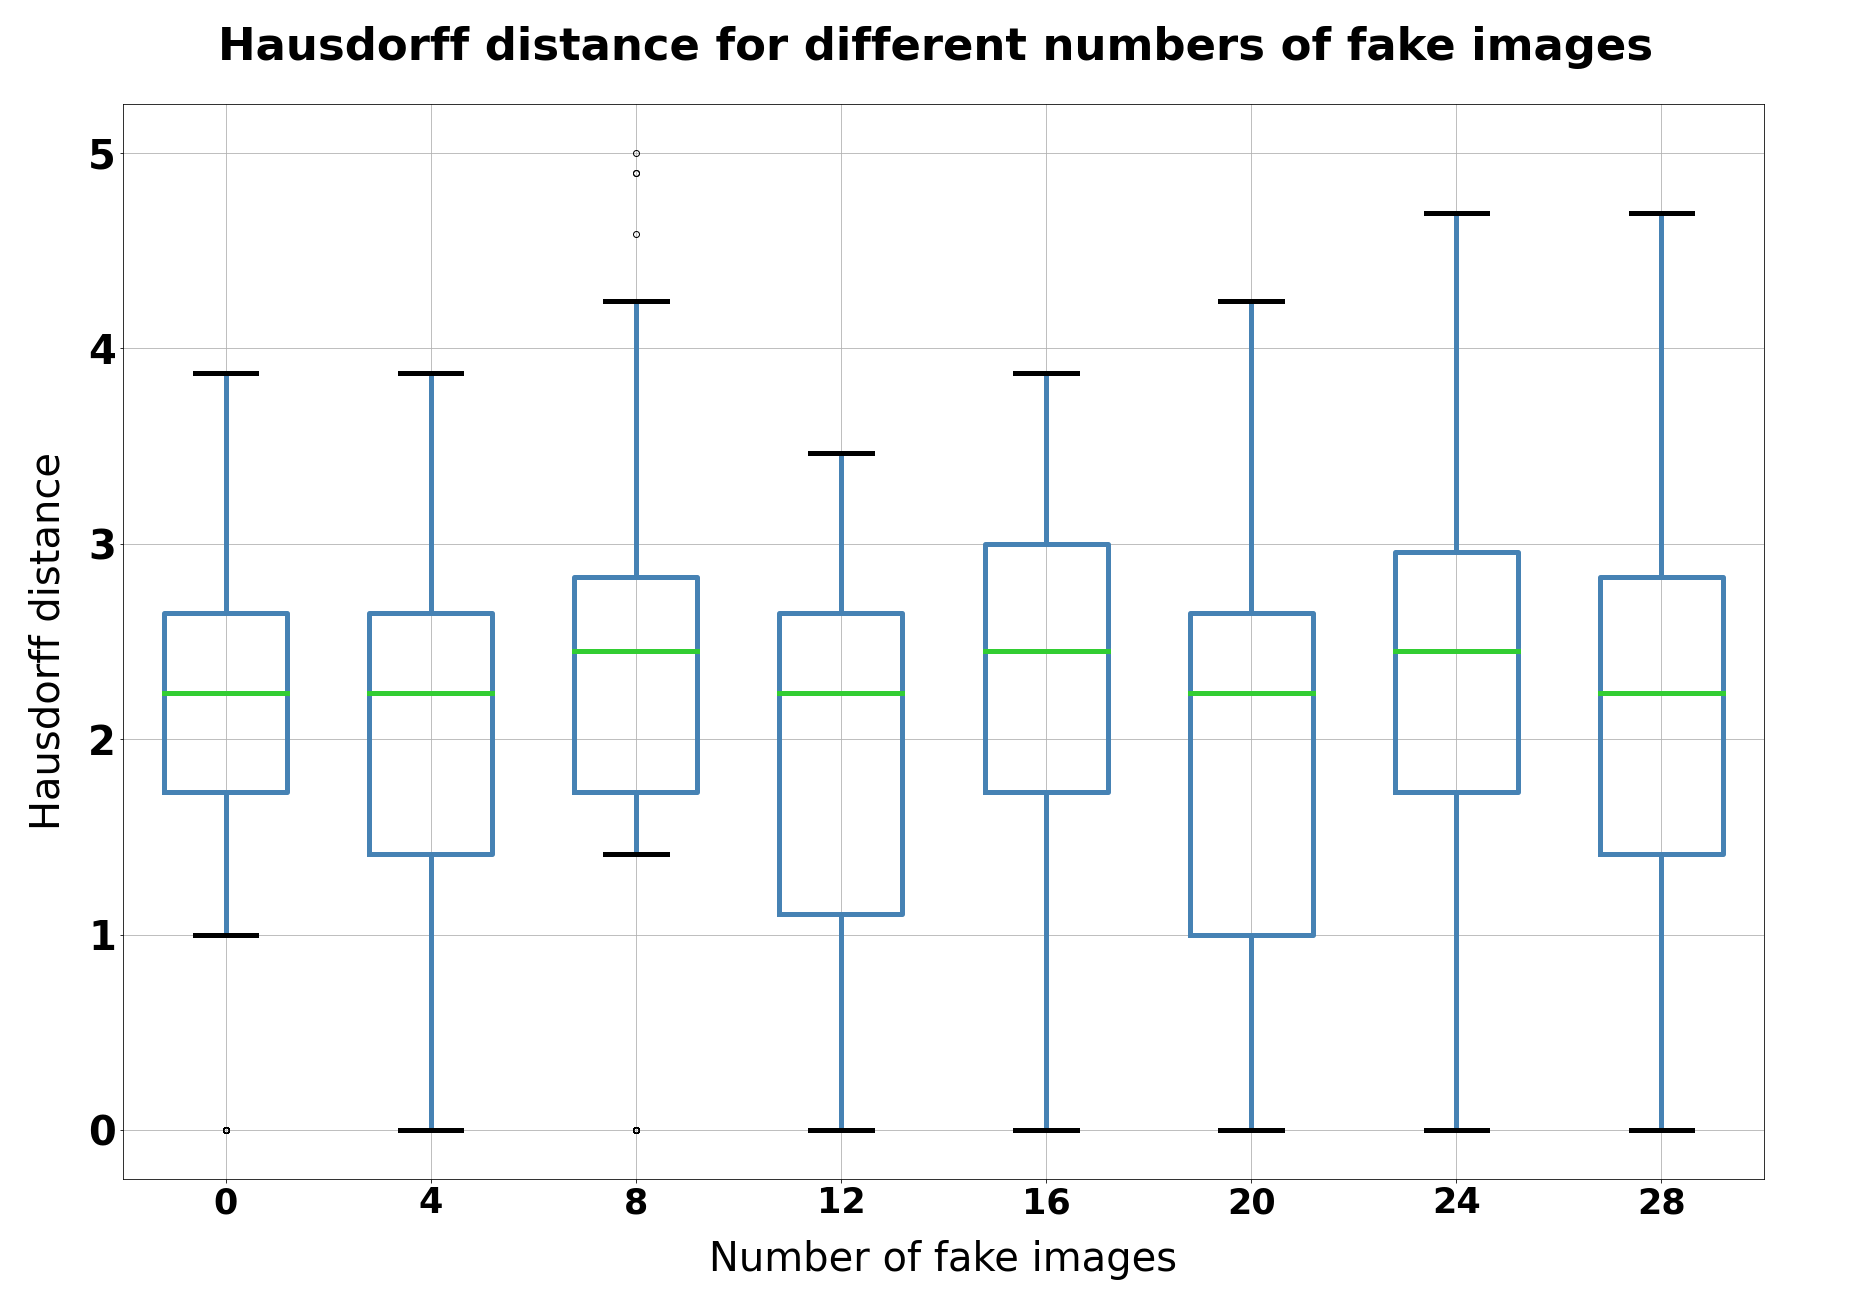 Hausdorff distance for different numbers of fake images
Hausdorff distance
5
4
3
2
1
0
0 4 8 12 16 20 24 28
Number of fake images